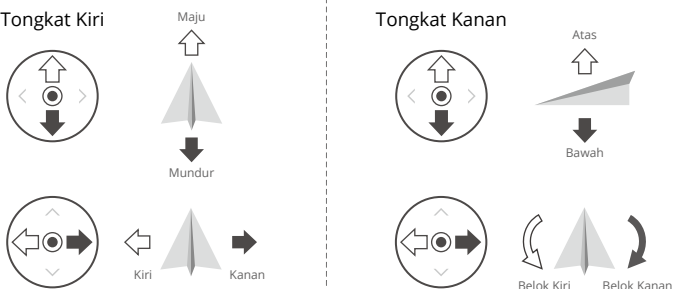 Tongkat Kiri
Maju
Mundur
Kiri
Kanan
Tongkat Kanan
Atas
Bawah
Belok Kiri
Belok Kanan